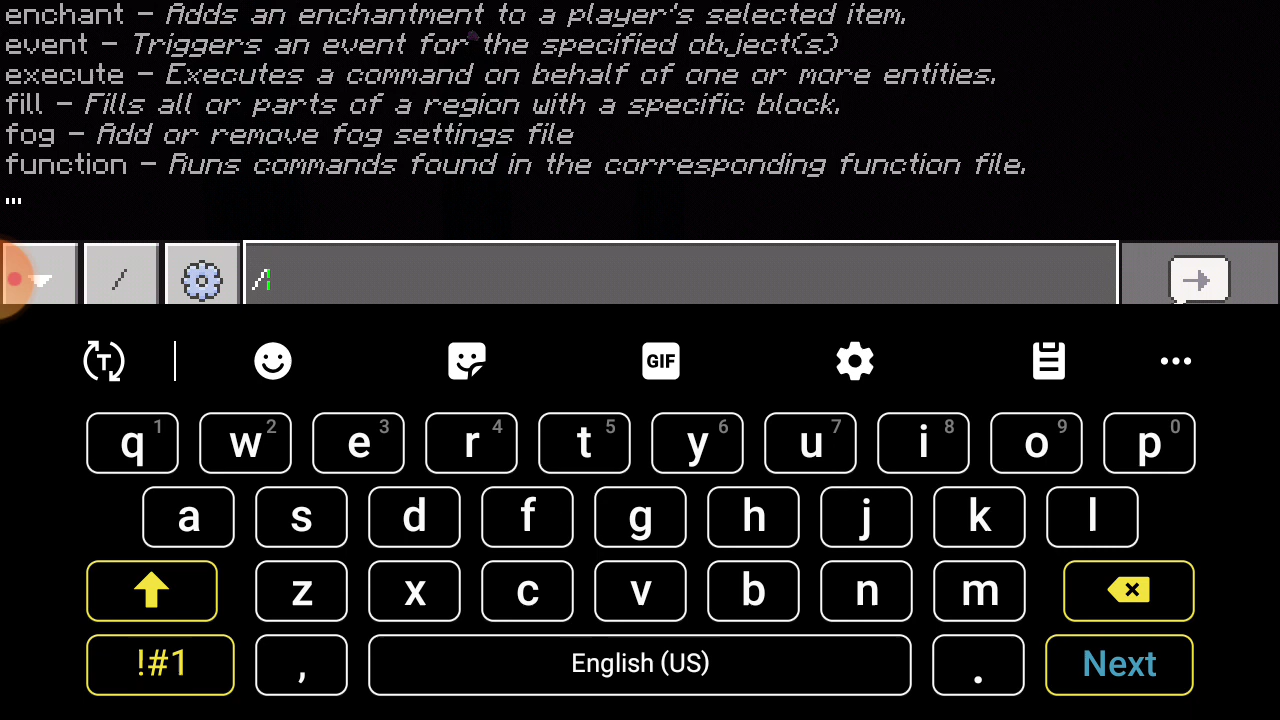 enchant – Adds an enchantment to a player's selected item.
event – Triggers an event for the specified object(s)
execute – Executes a command on behalf of one or more entities.
fill – Fills all or parts of a region with a specific block.
fog – Add or remove fog settings file
function – Runs commands found in the corresponding function file.
...
/
/
T
GIF
...
q 1 w 2 e 3 r 4 t 5 y 6 u 7 i 8 o 9 p 0
a s d f g h j k l
z x c v b n m
!#1 , English (US) . Next